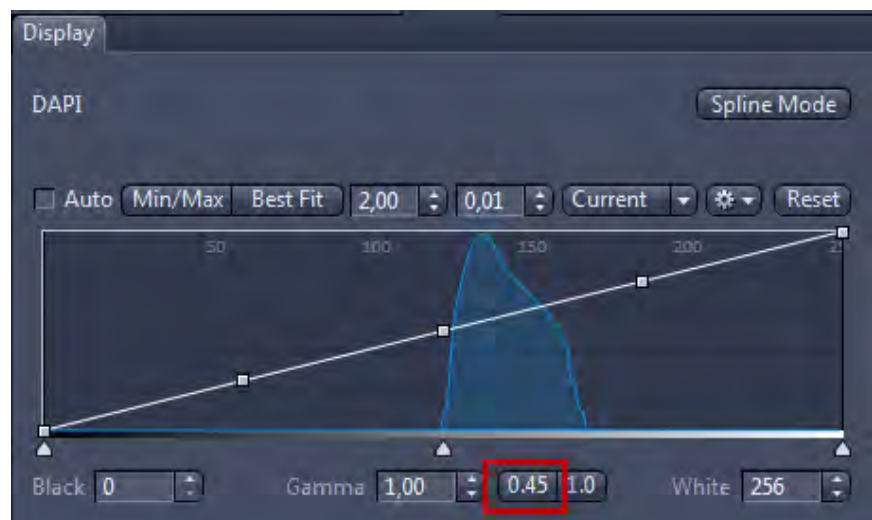 Display
DAPI Spline Mode
Auto Min/Max Best Fit 2,00 0,01 Current Reset
50 100 150 200
Black 0 Gamma 1,00 0.45 1.0 White 256